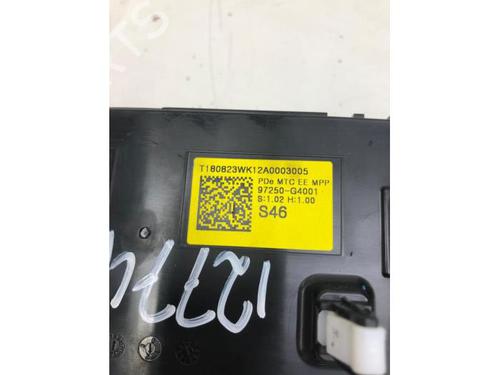 T180823WK12A0003005
PDe MTC EE MPP
97250-G4001
S:1.02 H:1.00
S46